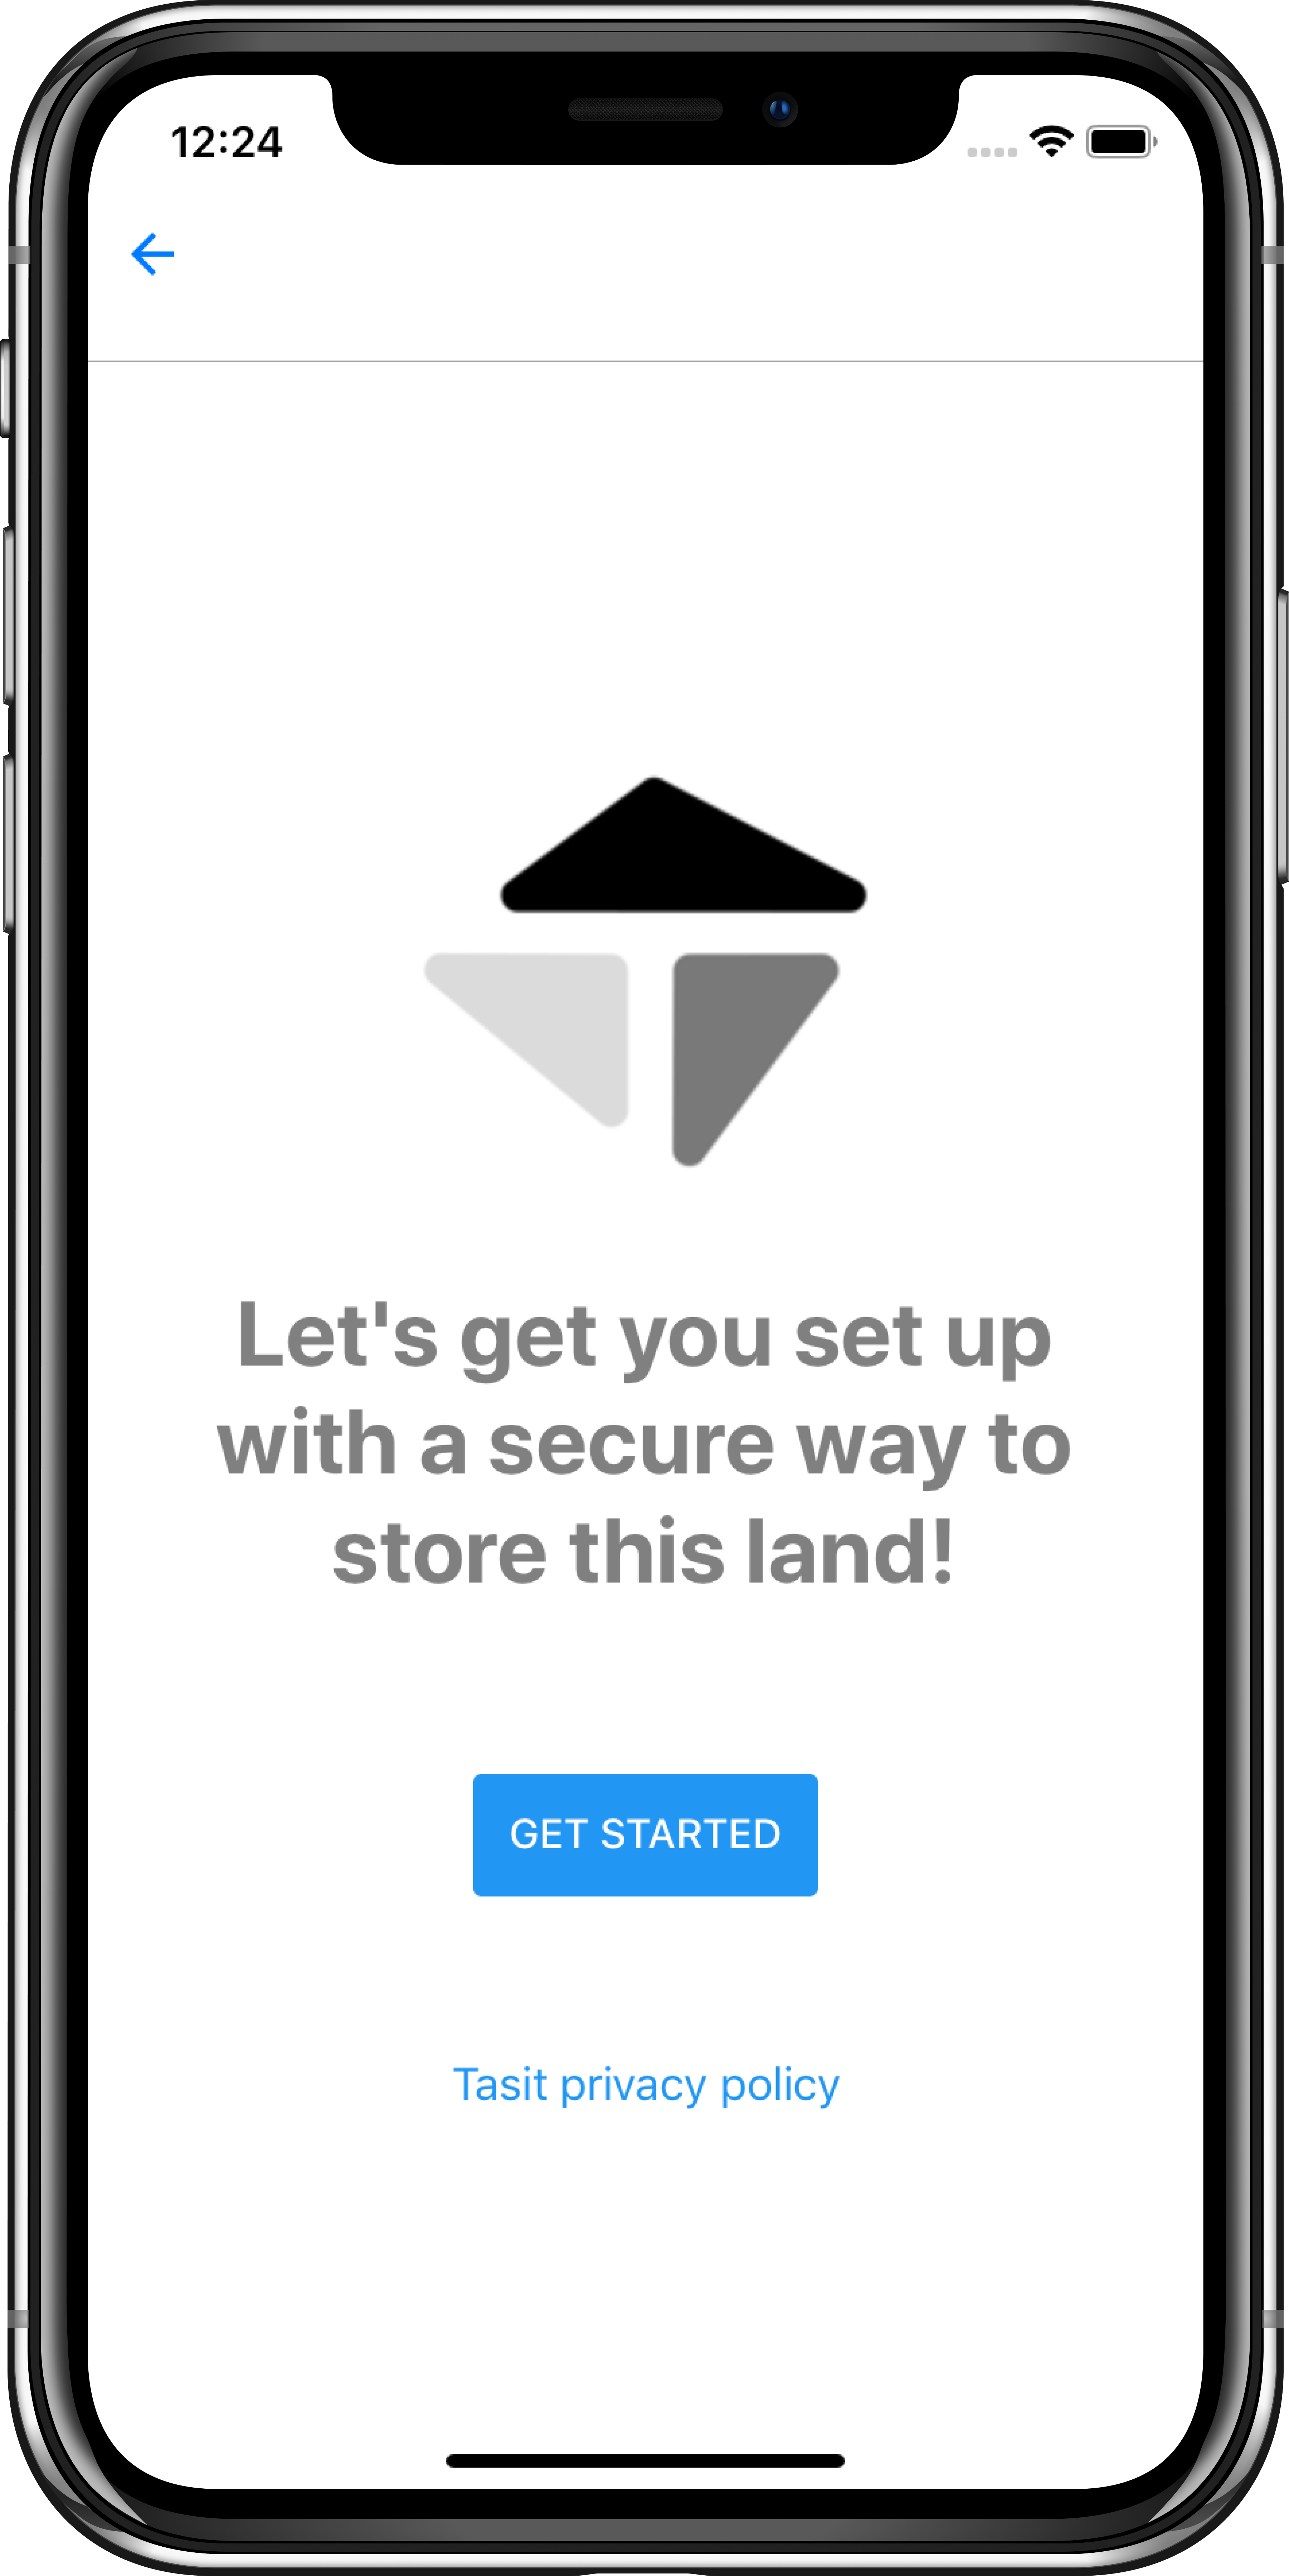 12:24
Let's get you set up
with a secure way to
store this land!
GET STARTED
Tasit privacy policy